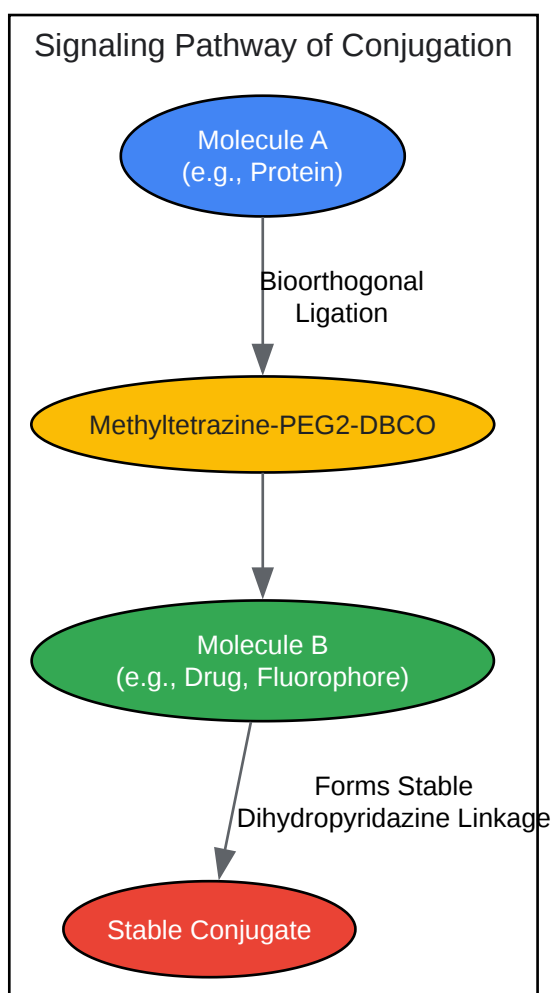 Signaling Pathway of Conjugation
Molecule A
(e.g., Protein)
Bioorthogonal
Ligation
Methyltetrazine-PEG2-DBCO
Molecule B
(e.g., Drug, Fluorophore)
Forms Stable
Dihydropyridazine Linkage
Stable Conjugate